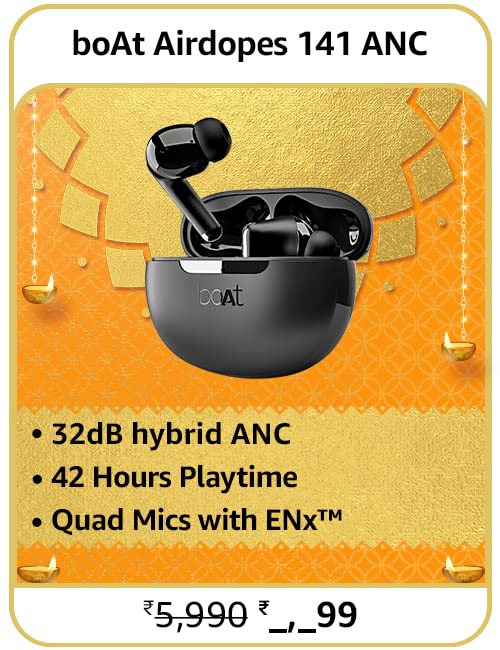 boAt Airdopes 141 ANC
boAt
• 32dB hybrid ANC
• 42 Hours Playtime
• Quad Mics with ENx™
₹5,990 ₹_,_99